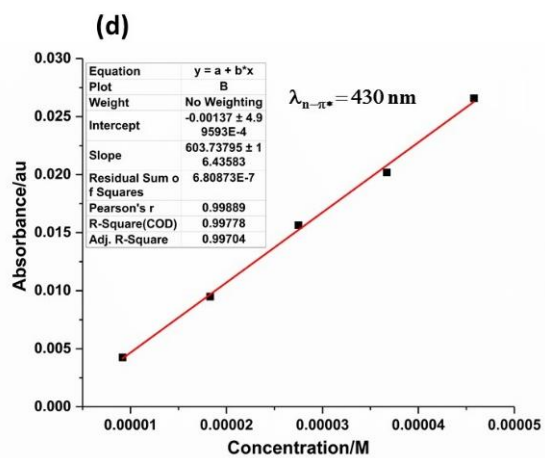 (d)
0.030
0.025
0.020
0.015
0.010
0.005
0.000
Absorbance/au
Equation y = a + b*x
Plot B
Weight No Weighting
Intercept -0.00137 ± 4.9
9593E-4
Slope 603.73795 ± 1
6.43583
Residual Sum o
f Squares 6.80873E-7
Pearson's r 0.99889
R-Square(COD) 0.99778
Adj. R-Square 0.99704
λn–π* = 430 nm
0.00001 0.00002 0.00003 0.00004 0.00005
Concentration/M